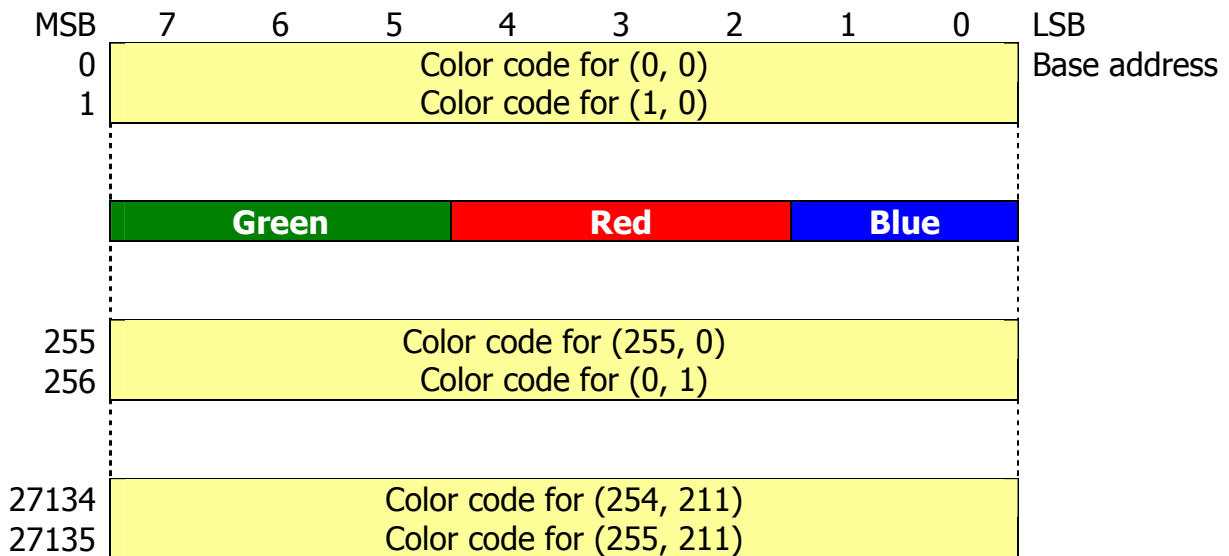 MSB 7 6 5 4 3 2 1 0 LSB
0 Color code for (0, 0) Base address
1 Color code for (1, 0)
Green Red Blue
255 Color code for (255, 0)
256 Color code for (0, 1)
27134 Color code for (254, 211)
27135 Color code for (255, 211)